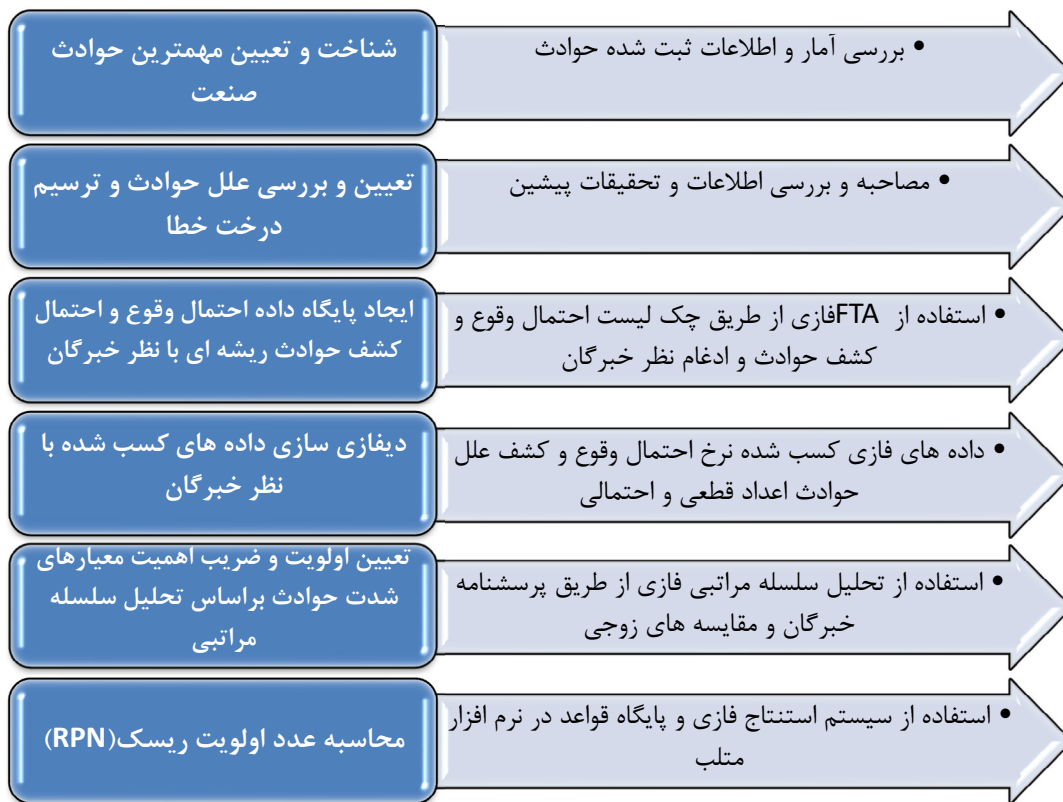 شناخت و تعیین مهمترین حوادث
صنعت
• بررسی آمار و اطلاعات ثبت شده حوادث
تعیین و بررسی علل حوادث و ترسیم
درخت خطا
• مصاحبه و بررسی اطلاعات و تحقیقات پیشین
ایجاد پایگاه داده احتمال وقوع و احتمال
کشف حوادث ریشه ای با نظر خبرگان
• استفاده از FTAفازی از طریق چک لیست احتمال وقوع و
کشف حوادث و ادغام نظر خبرگان
دیفازی سازی داده های کسب شده با
نظر خبرگان
• داده های فازی کسب شده نرخ احتمال وقوع و کشف علل
حوادث اعداد قطعی و احتمالی
تعیین اولویت و ضریب اهمیت معیارهای
شدت حوادث براساس تحلیل سلسله
مراتبی
• استفاده از تحلیل سلسله مراتبی فازی از طریق پرسشنامه
خبرگان و مقایسه های زوجی
محاسبه عدد اولویت ریسک(RPN)
• استفاده از سیستم استنتاج فازی و پایگاه قواعد در نرم افزار
متلب